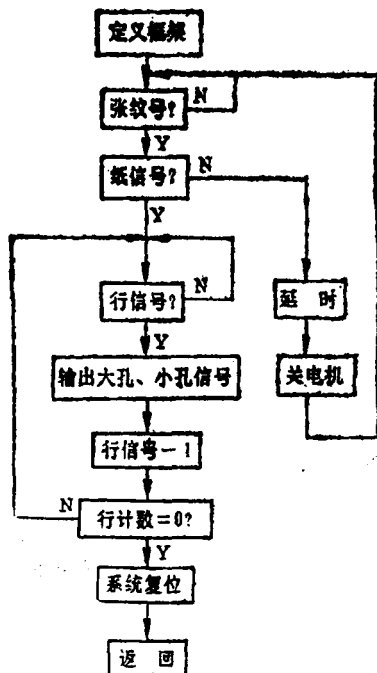 定义框架
张纹号?
N
Y
纸信号?
N
Y
行信号?
N
延 时
Y
输出大孔、小孔信号
关电机
行信号-1
N
行计数=0?
Y
系统复位
返 回